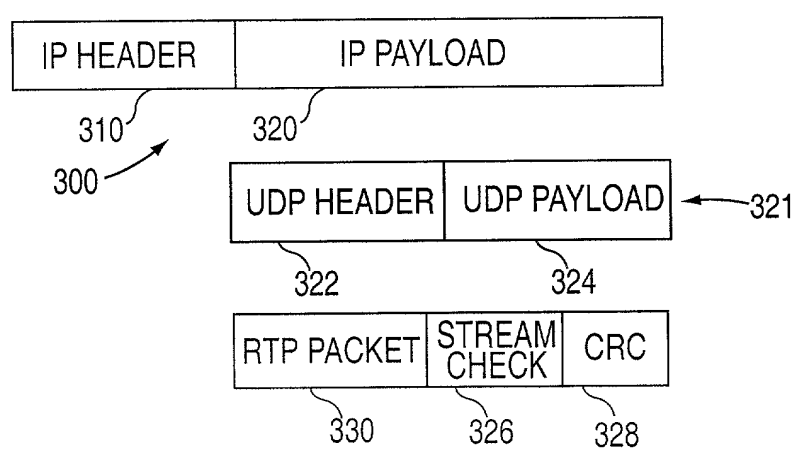 IP HEADER IP PAYLOAD
310 320
300
UDP HEADER UDP PAYLOAD 321
322 324
RTP PACKET STREAM CHECK CRC
330 326 328